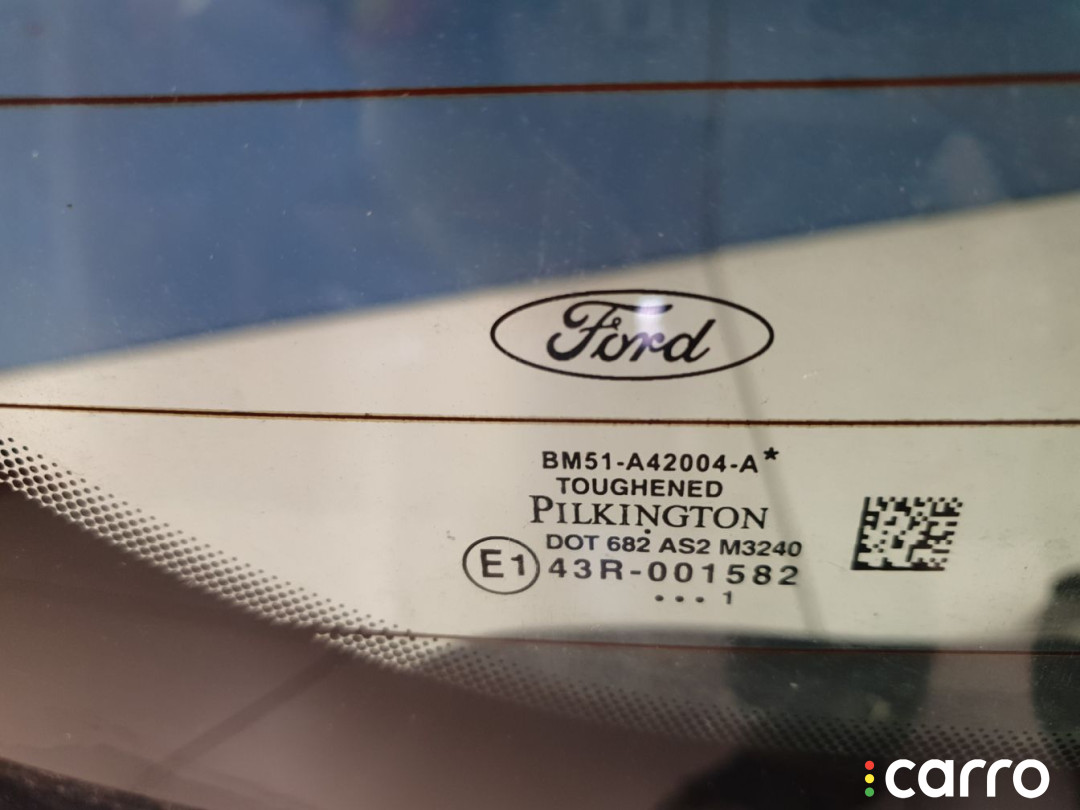 Ford
BM51-A42004-A*
TOUGHENED
PILKINGTON
DOT 682 AS2 M3240
E1 43R-001582
•••1
carro